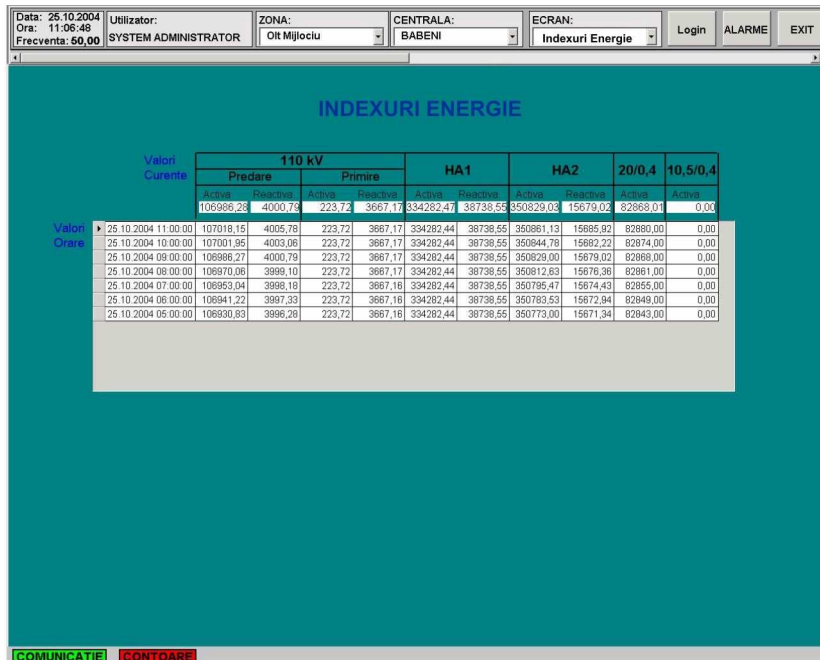 Data: 25.10.2004 Utilizator: ZONA: CENTRALA: ECRAN:
Ora: 11:06:48
Frecventa: 50,00 SYSTEM ADMINISTRATOR Olt Mijlociu BABENI Indexuri Energie Login ALARME EXIT
INDEXURI ENERGIE
Valori Curente
110 kV HA1 HA2 20/0,4 10,5/0,4
Predare Primire
Activa Reactiva Activa Reactiva Activa Reactiva Activa Reactiva Activa Activa
106986,28 4000,79 223,72 3667,17 334282,47 38738,55 350829,03 15679,02 82868,01 0,00
Valori Orare
25.10.2004 11:00:00 107018,15 4005,78 223,72 3667,17 334282,44 38738,55 350861,13 15685,92 82880,00 0,00
25.10.2004 10:00:00 107001,95 4003,06 223,72 3667,17 334282,44 38738,55 350844,78 15682,22 82874,00 0,00
25.10.2004 09:00:00 106986,27 4000,79 223,72 3667,17 334282,44 38738,55 350829,00 15679,02 82868,00 0,00
25.10.2004 08:00:00 106970,06 3999,10 223,72 3667,17 334282,44 38738,55 350812,63 15676,36 82861,00 0,00
25.10.2004 07:00:00 106953,04 3998,18 223,72 3667,16 334282,44 38738,55 350795,47 15674,43 82855,00 0,00
25.10.2004 06:00:00 106941,22 3997,33 223,72 3667,16 334282,44 38738,55 350783,53 15672,94 82849,00 0,00
25.10.2004 05:00:00 106930,83 3996,28 223,72 3667,16 334282,44 38738,55 350773,00 15671,34 82843,00 0,00
COMUNICATIE CONTOARE